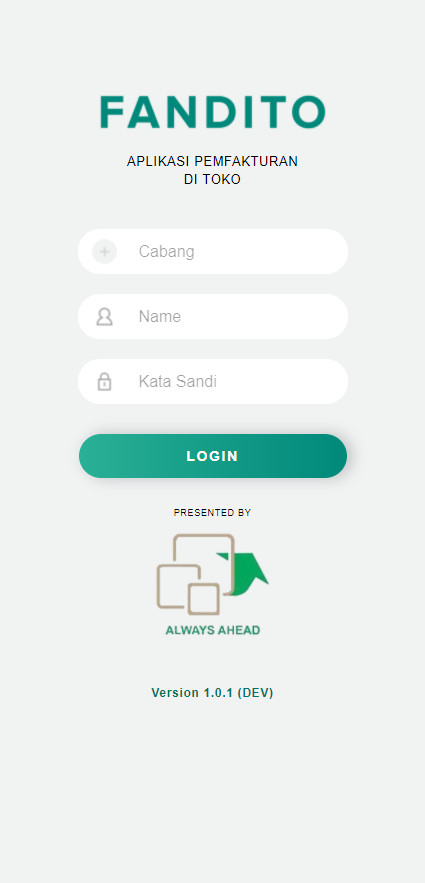 FANDITO
APLIKASI PEMFAKTURAN
DI TOKO
Cabang
Name
Kata Sandi
LOGIN
PRESENTED BY
ALWAYS AHEAD
Version 1.0.1 (DEV)